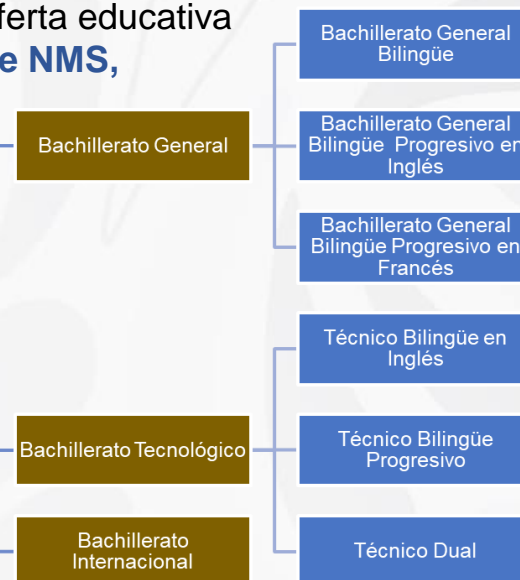 ferta educativa
e NMS,
Bachillerato General
Bachillerato General
Bilingüe
Bachillerato General
Bilingüe Progresivo en
Inglés
Bachillerato General
Bilingüe Progresivo en
Francés
Bachillerato Tecnológico
Técnico Bilingüe en
Inglés
Técnico Bilingüe
Progresivo
Técnico Dual
Bachillerato
Internacional